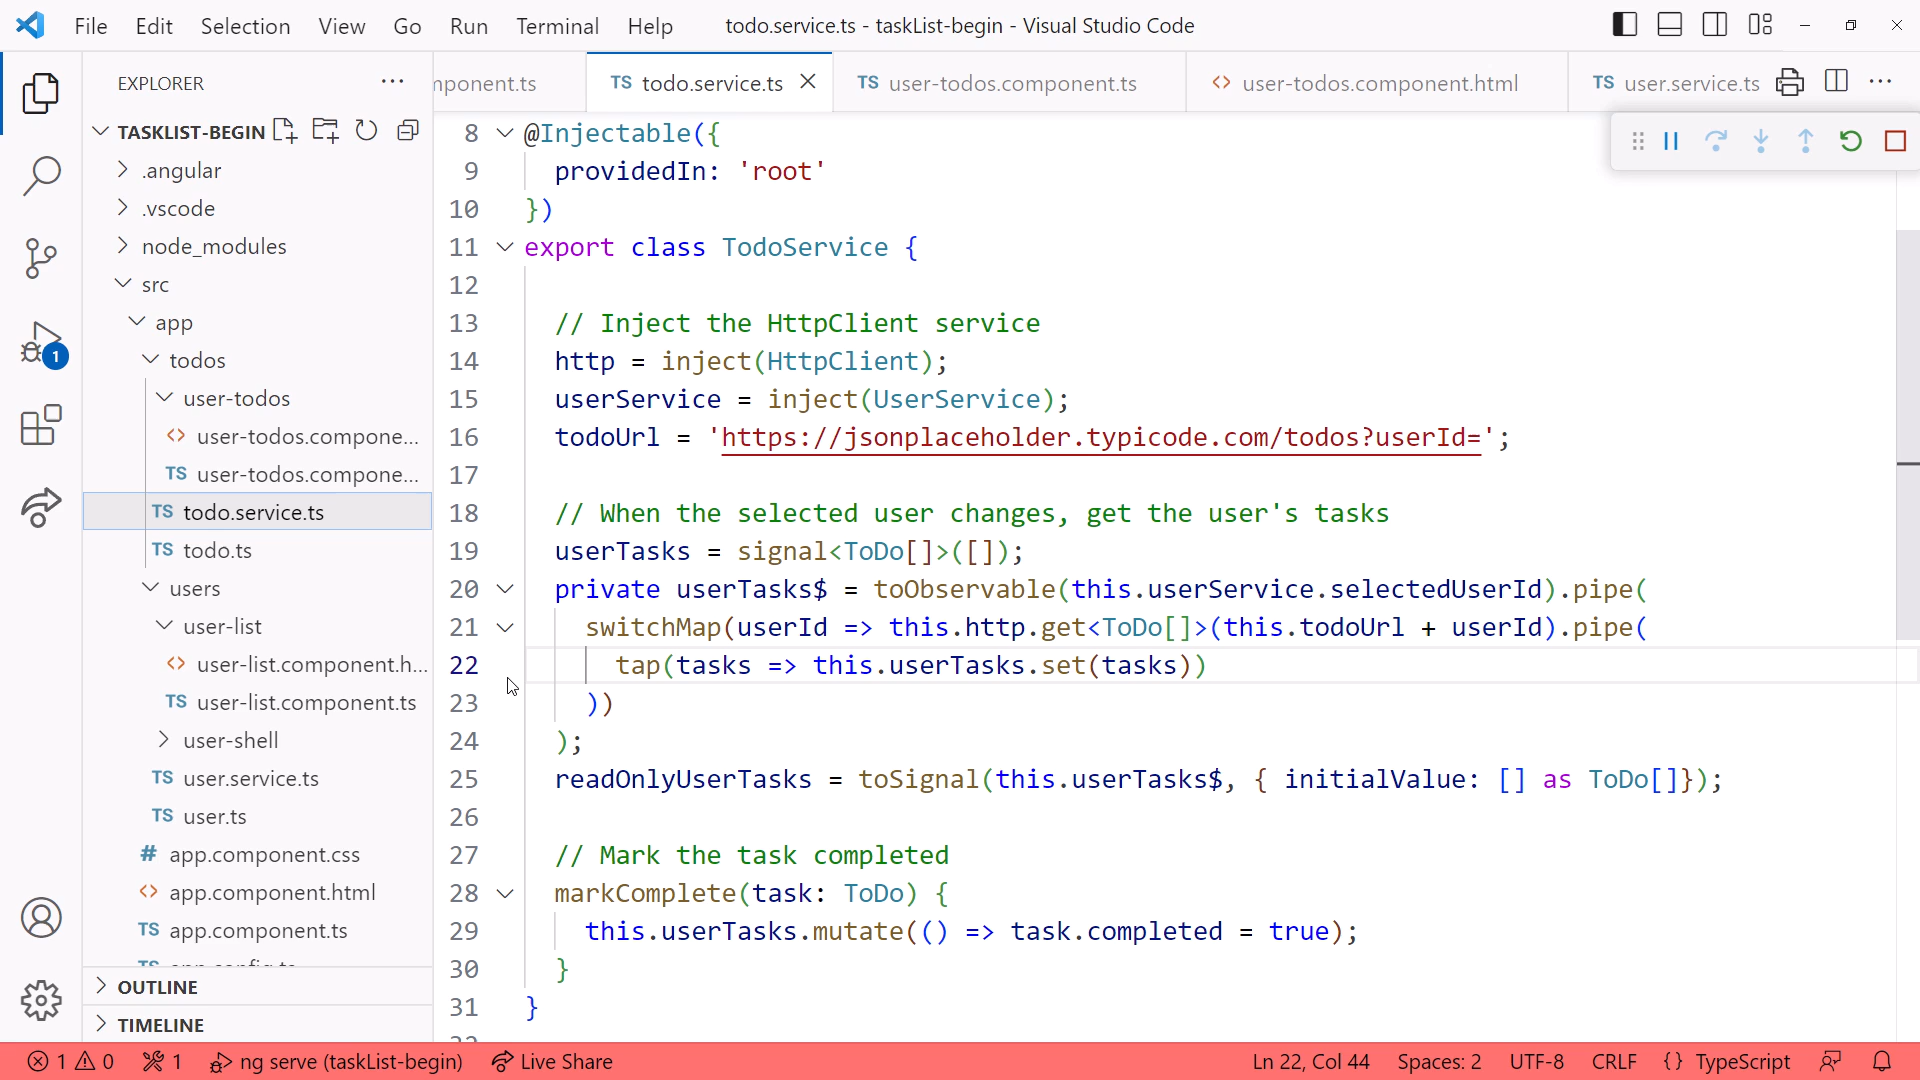 File Edit Selection View Go Run Terminal Help todo.service.ts - taskList-begin - Visual Studio Code
EXPLORER
TASKLIST-BEGIN
.angular
.vscode
node_modules
src
app
todos
user-todos
<> user-todos.compone...
TS user-todos.compone...
TS todo.service.ts
TS todo.ts
users
user-list
<> user-list.component.h...
TS user-list.component.ts
user-shell
TS user.service.ts
TS user.ts
# app.component.css
<> app.component.html
TS app.component.ts
OUTLINE
TIMELINE
1
mponent.ts TS todo.service.ts TS user-todos.component.ts <> user-todos.component.html TS user.service.ts
8 @Injectable({
9 providedIn: 'root'
10 })
11 export class TodoService {
12
13 // Inject the HttpClient service
14 http = inject(HttpClient);
15 userService = inject(UserService);
16 todoUrl = 'https://jsonplaceholder.typicode.com/todos?userId=';
17
18 // When the selected user changes, get the user's tasks
19 userTasks = signal<ToDo[]>([]);
20 private userTasks$ = toObservable(this.userService.selectedUserId).pipe(
21 switchMap(userId => this.http.get<ToDo[]>(this.todoUrl + userId).pipe(
22 tap(tasks => this.userTasks.set(tasks))
23 ))
24 );
25 readOnlyUserTasks = toSignal(this.userTasks$, { initialValue: [] as ToDo[]});
26
27 // Mark the task completed
28 markComplete(task: ToDo) {
29 this.userTasks.mutate(() => task.completed = true);
30 }
31 }
1 0 1 ng serve (taskList-begin) Live Share Ln 22, Col 44 Spaces: 2 UTF-8 CRLF {} TypeScript